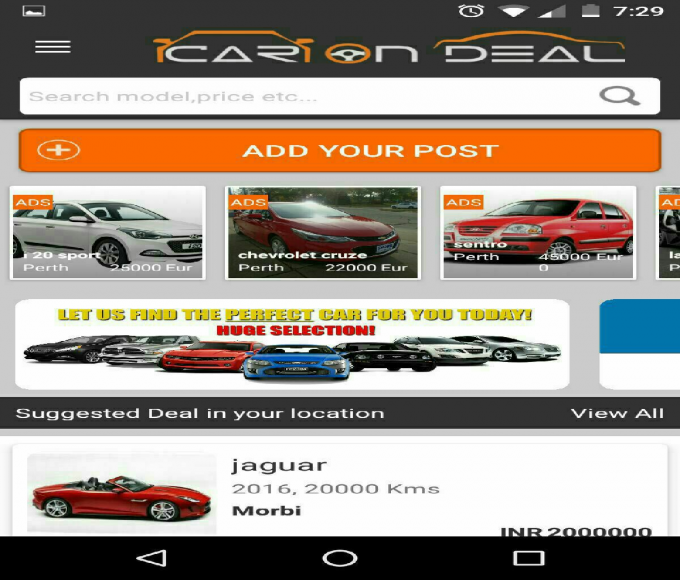 7:29
iCAR ON DEAL
Search model,price etc...
ADD YOUR POST
ADS
i 20 sport
Perth 25000 Eur
ADS
chevrolet cruze
Perth 22000 Eur
ADS
sentro
Perth 45000 Eur
0
LET US FIND THE PERFECT CAR FOR YOU TODAY!
HUGE SELECTION!
Suggested Deal in your location View All
jaguar
2016, 20000 Kms
Morbi
INR 2000000